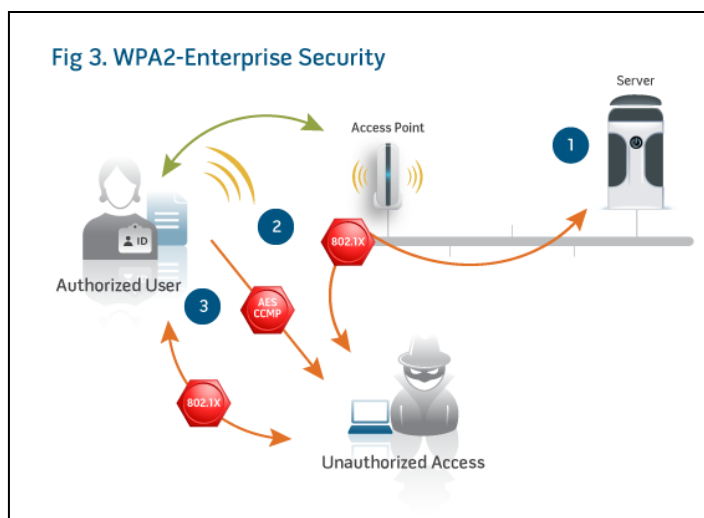 Fig 3. WPA2-Enterprise Security
Server
Access Point
1
2
802.1X
ID
Authorized User
3
AES
CCMP
802.1X
Unauthorized Access